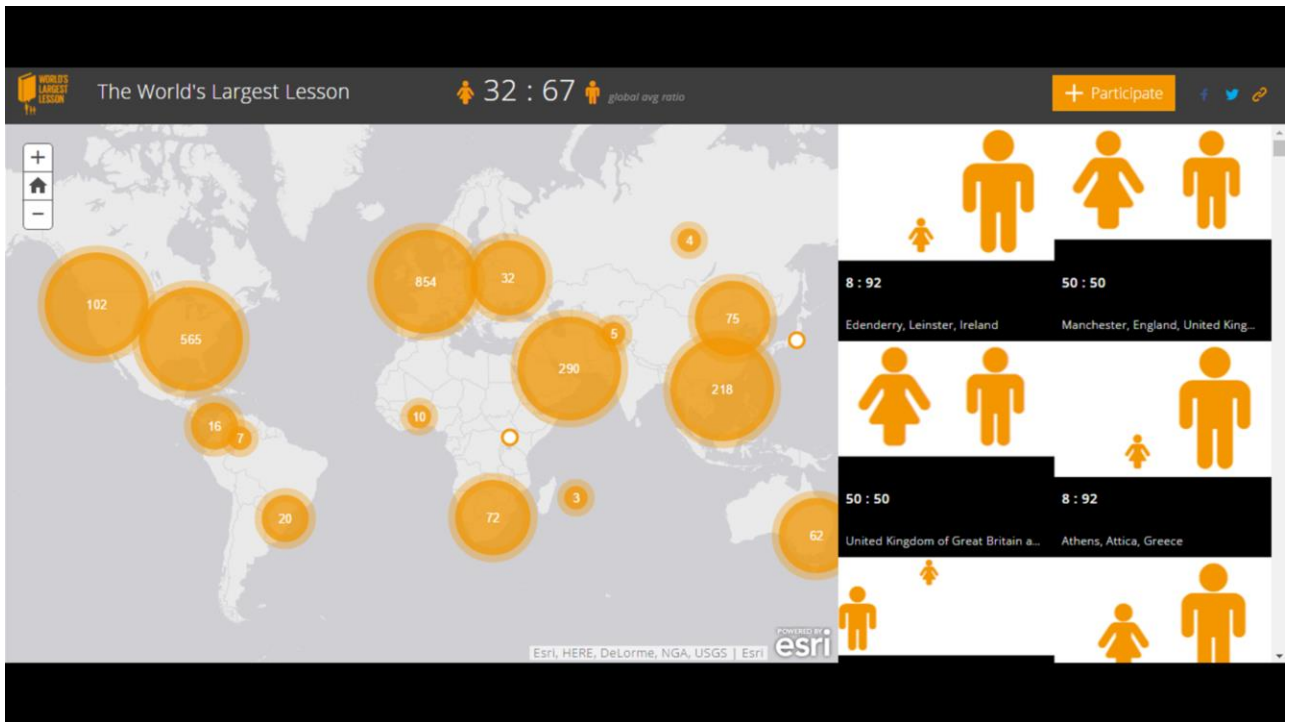 WORLD'S
LARGEST
LESSON
The World's Largest Lesson
32 : 67 global avg ratio
+ Participate
+
−
102
565
16
7
20
854
32
10
72
3
290
5
4
75
218
62
8 : 92
Edenderry, Leinster, Ireland
50 : 50
Manchester, England, United King...
50 : 50
United Kingdom of Great Britain a...
8 : 92
Athens, Attica, Greece
POWERED BY
esri
Esri, HERE, DeLorme, NGA, USGS | Esri